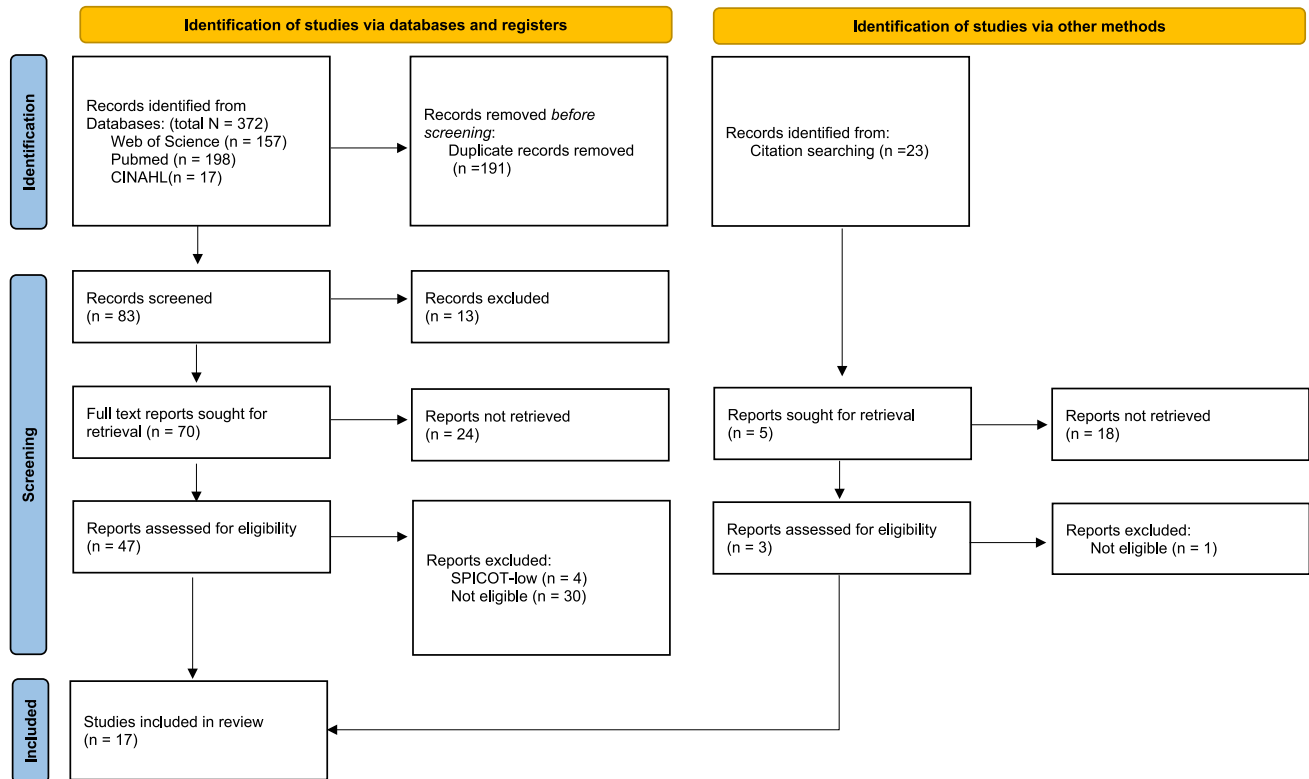 Identification of studies via databases and registers
Identification of studies via other methods
Identification
Records identified from
Databases: (total N = 372)
Web of Science (n = 157)
Pubmed (n = 198)
CINAHL(n = 17)
Records removed before
screening:
Duplicate records removed
(n =191)
Records identified from:
Citation searching (n =23)
Screening
Records screened
(n = 83)
Records excluded
(n = 13)
Full text reports sought for
retrieval (n = 70)
Reports not retrieved
(n = 24)
Reports sought for retrieval
(n = 5)
Reports not retrieved
(n = 18)
Reports assessed for eligibility
(n = 47)
Reports excluded:
SPICOT-low (n = 4)
Not eligible (n = 30)
Reports assessed for eligibility
(n = 3)
Reports excluded:
Not eligible (n = 1)
Included
Studies included in review
(n = 17)